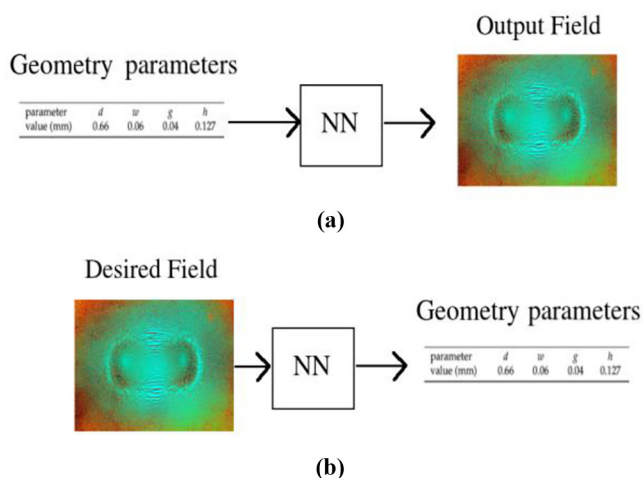 Output Field
Geometry parameters
parameter d w g h
value (mm) 0.66 0.06 0.04 0.127
NN
(a)
Desired Field
Geometry parameters
parameter d w g h
value (mm) 0.66 0.06 0.04 0.127
NN
(b)